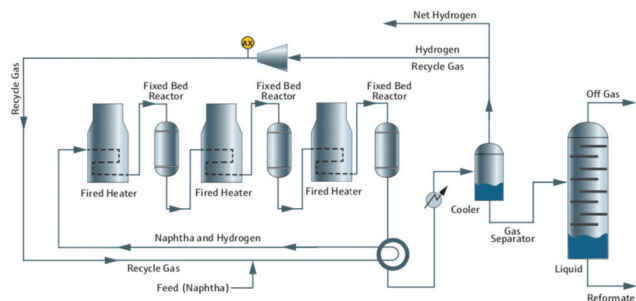 Net Hydrogen
AX
Hydrogen
Recycle Gas
Recycle Gas
Fixed Bed
Reactor
Fixed Bed
Reactor
Fixed Bed
Reactor
Off Gas
Fired Heater
Fired Heater
Fired Heater
Cooler
Gas
Separator
Naphtha and Hydrogen
Recycle Gas
Feed (Naphtha)
Liquid
Reformate